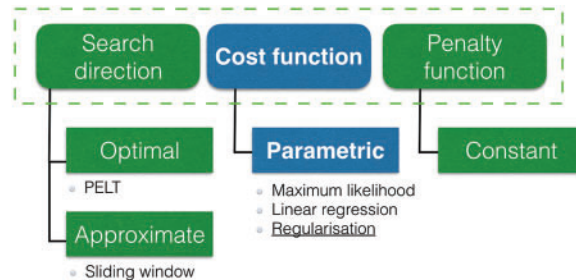 Search
direction
Cost function
Penalty
function
Optimal
PELT
Approximate
Sliding window
Parametric
Maximum likelihood
Linear regression
Regularisation
Constant